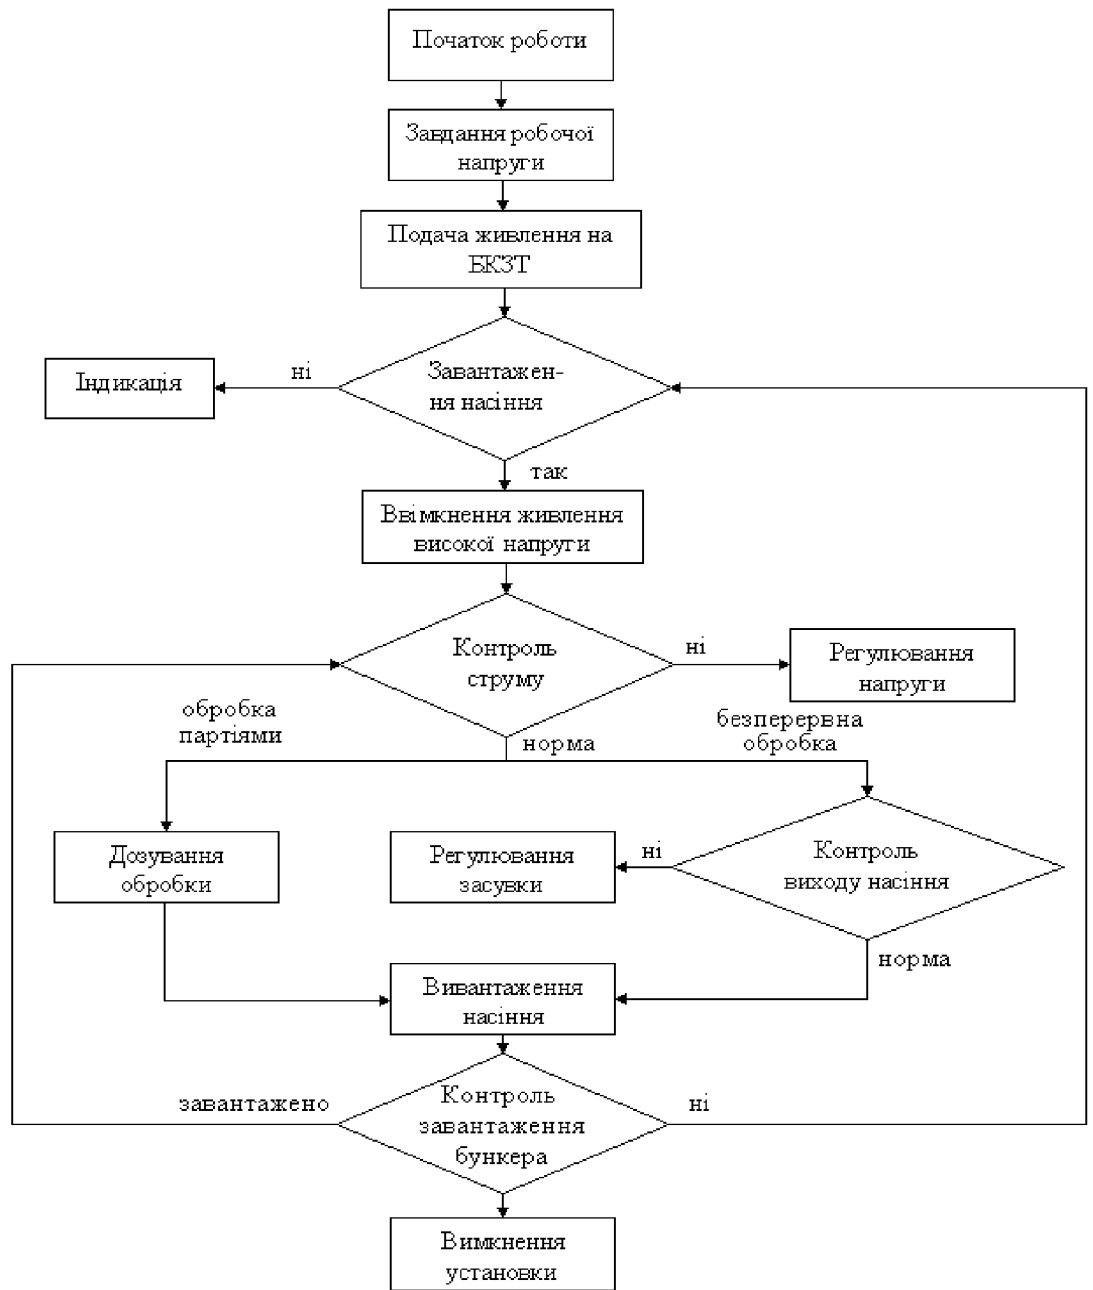 Початок роботи
Завдання робочої
напруги
Подача живлення на
БКЗТ
Завантажен-
ня насіння
ні
Індикація
так
Ввімкнення живлення
високої напруги
Контроль
струму
ні
Регулювання
напруги
обробка
партіями
норма
безперервна
обробка
Дозування
обробки
Регулювання
засувки
ні
Контроль
виходу насіння
норма
Вивантаження
насіння
завантажено
Контроль
завантаження
бункера
ні
Вимкнення
установки